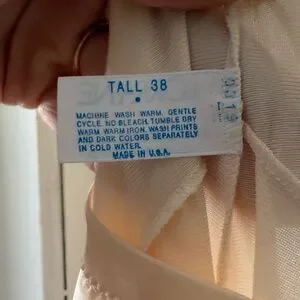 TALL 38
MACHINE WASH WARM, GENTLE
CYCLE. NO BLEACH. TUMBLE DRY
WARM. WARM IRON. WASH PRINTS
AND DARK COLORS SEPARATELY
IN COLD WATER.
MADE IN U.S.A.